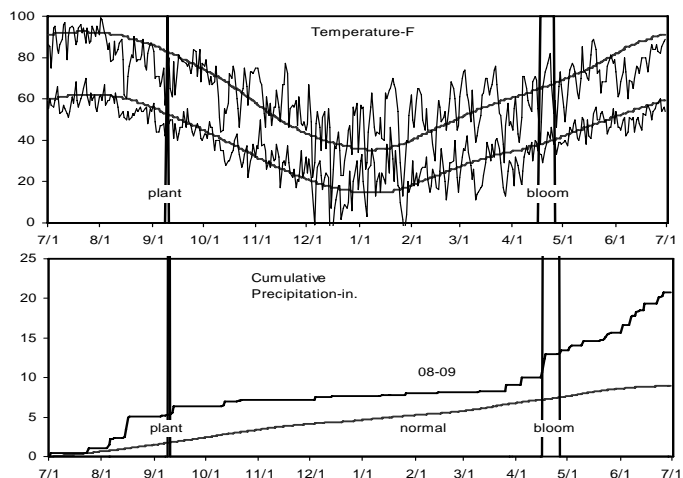 100
Temperature-F
80
60
40
20
plant
bloom
0
7/1 8/1 9/1 10/1 11/1 12/1 1/1 2/1 3/1 4/1 5/1 6/1 7/1
25
Cumulative
Precipitation-in.
20
15
08-09
10
5
plant
normal
bloom
0
7/1 8/1 9/1 10/1 11/1 12/1 1/1 2/1 3/1 4/1 5/1 6/1 7/1